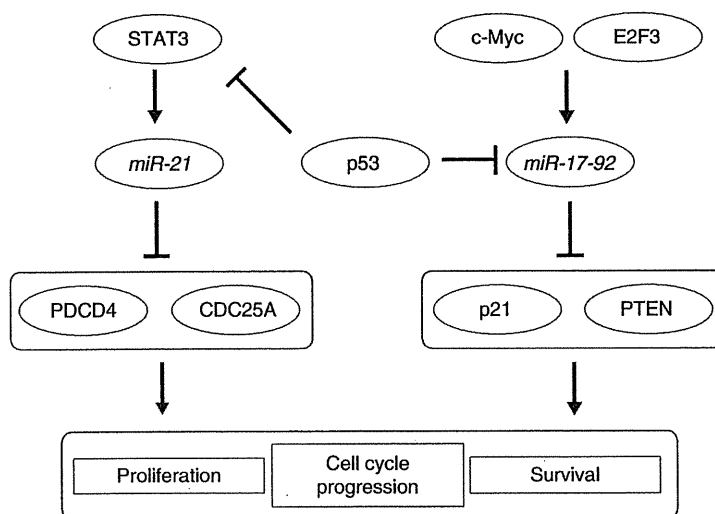 STAT3
c-Myc
E2F3
miR-21
p53
miR-17-92
PDCD4
CDC25A
p21
PTEN
Proliferation
Cell cycle
progression
Survival